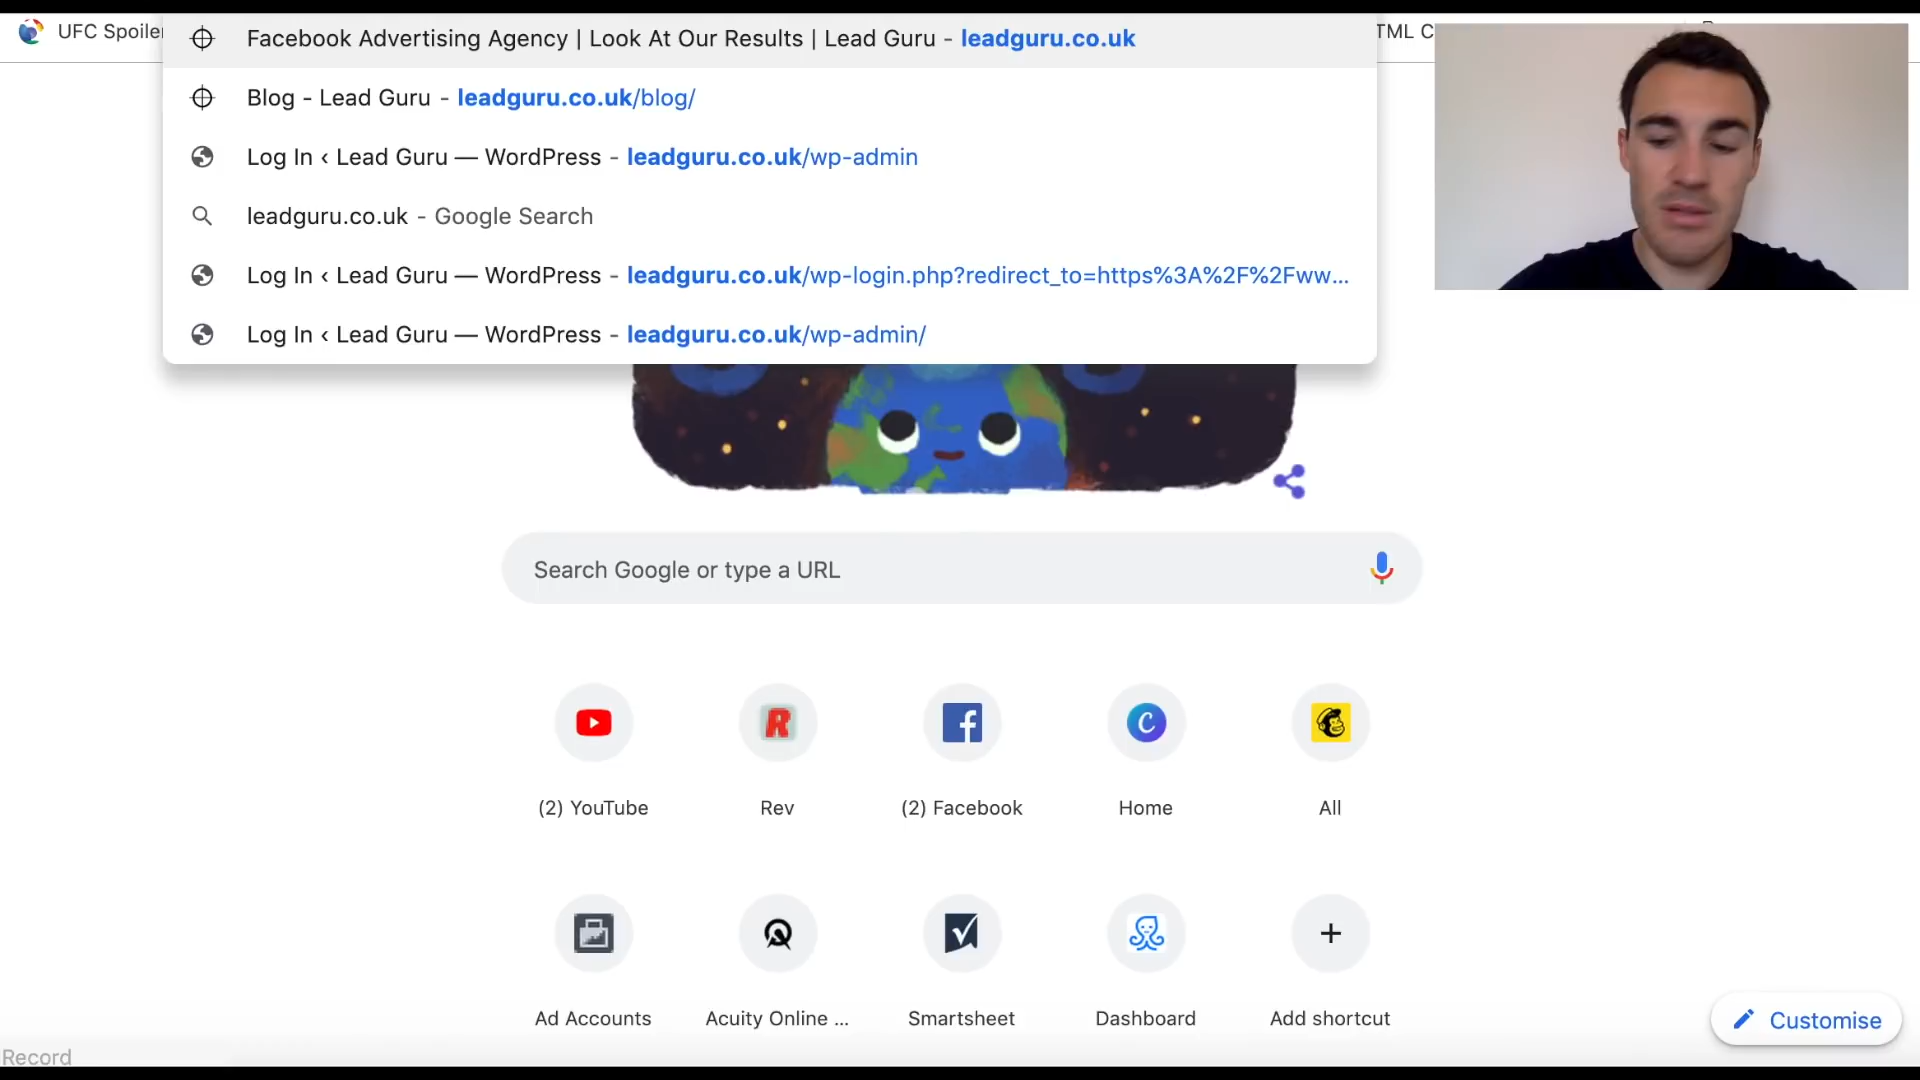 UFC Spoiler
Facebook Advertising Agency | Look At Our Results | Lead Guru - leadguru.co.uk
TML C
Blog - Lead Guru - leadguru.co.uk/blog/
Log In ‹ Lead Guru — WordPress - leadguru.co.uk/wp-admin
leadguru.co.uk - Google Search
Log In ‹ Lead Guru — WordPress - leadguru.co.uk/wp-login.php?redirect_to=https%3A%2F%2Fww...
Log In ‹ Lead Guru — WordPress - leadguru.co.uk/wp-admin/
Search Google or type a URL
(2) YouTube
Rev
(2) Facebook
Home
All
Ad Accounts
Acuity Online ...
Smartsheet
Dashboard
Add shortcut
Customise
Record